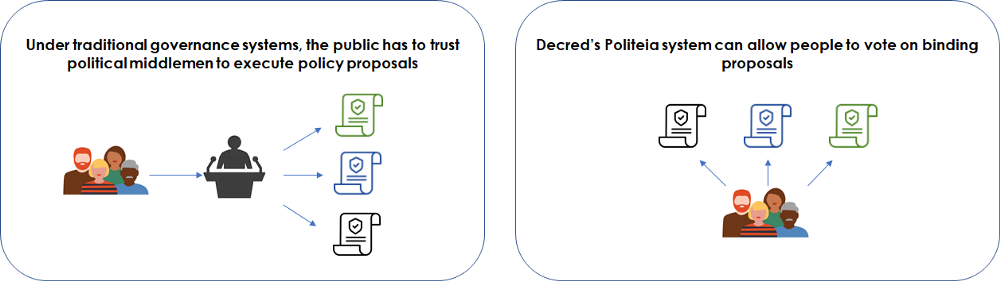 Under traditional governance systems, the public has to trust
political middlemen to execute policy proposals
Decred's Politeia system can allow people to vote on binding
proposals